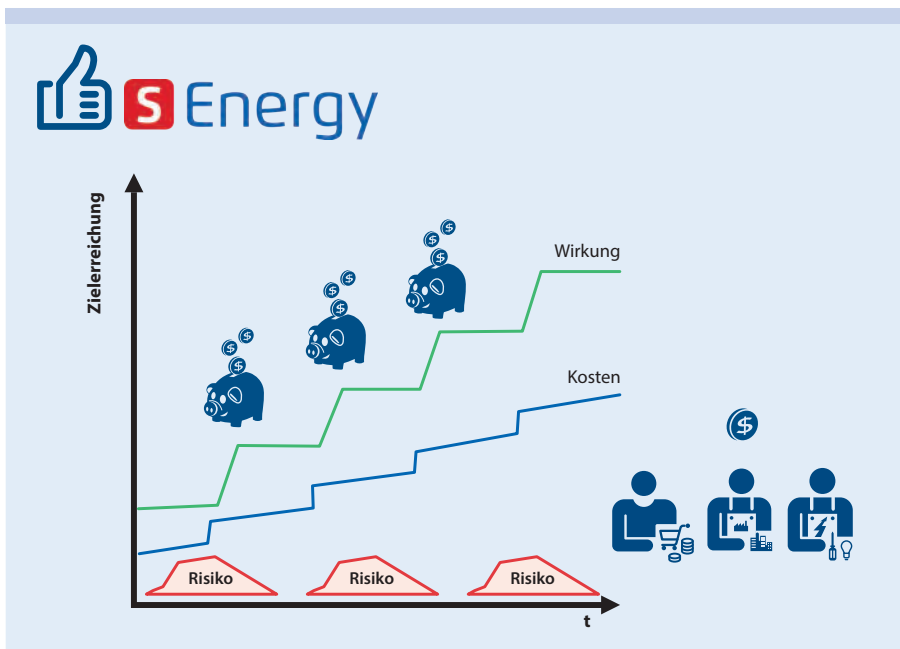 S Energy
Zielerreichung
Wirkung
Kosten
Risiko
Risiko
Risiko
t
$
$
$
$
$
$
$
$
$
$